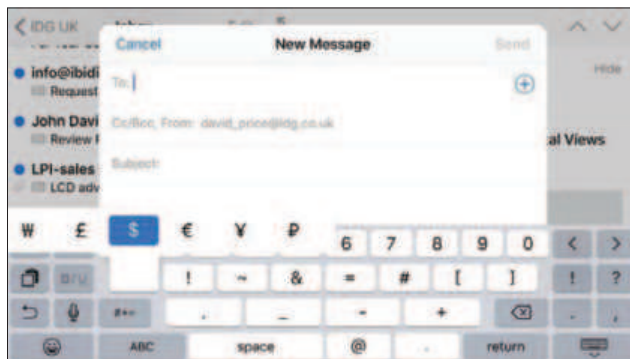 IDG UK
Cancel New Message Send
Hide
info@ibidi
Request
To:
John Davi
Review
Cc/Bcc, From: david_price@idg.co.uk
al Views
LPI-sales
LCD adv
Subject:
₩ £ $ € ¥ ₽ 6 7 8 9 0 < >
B/U ! ~ & = # [ ] ! ?
#+= . _ - + . ,
ABC space @ . return